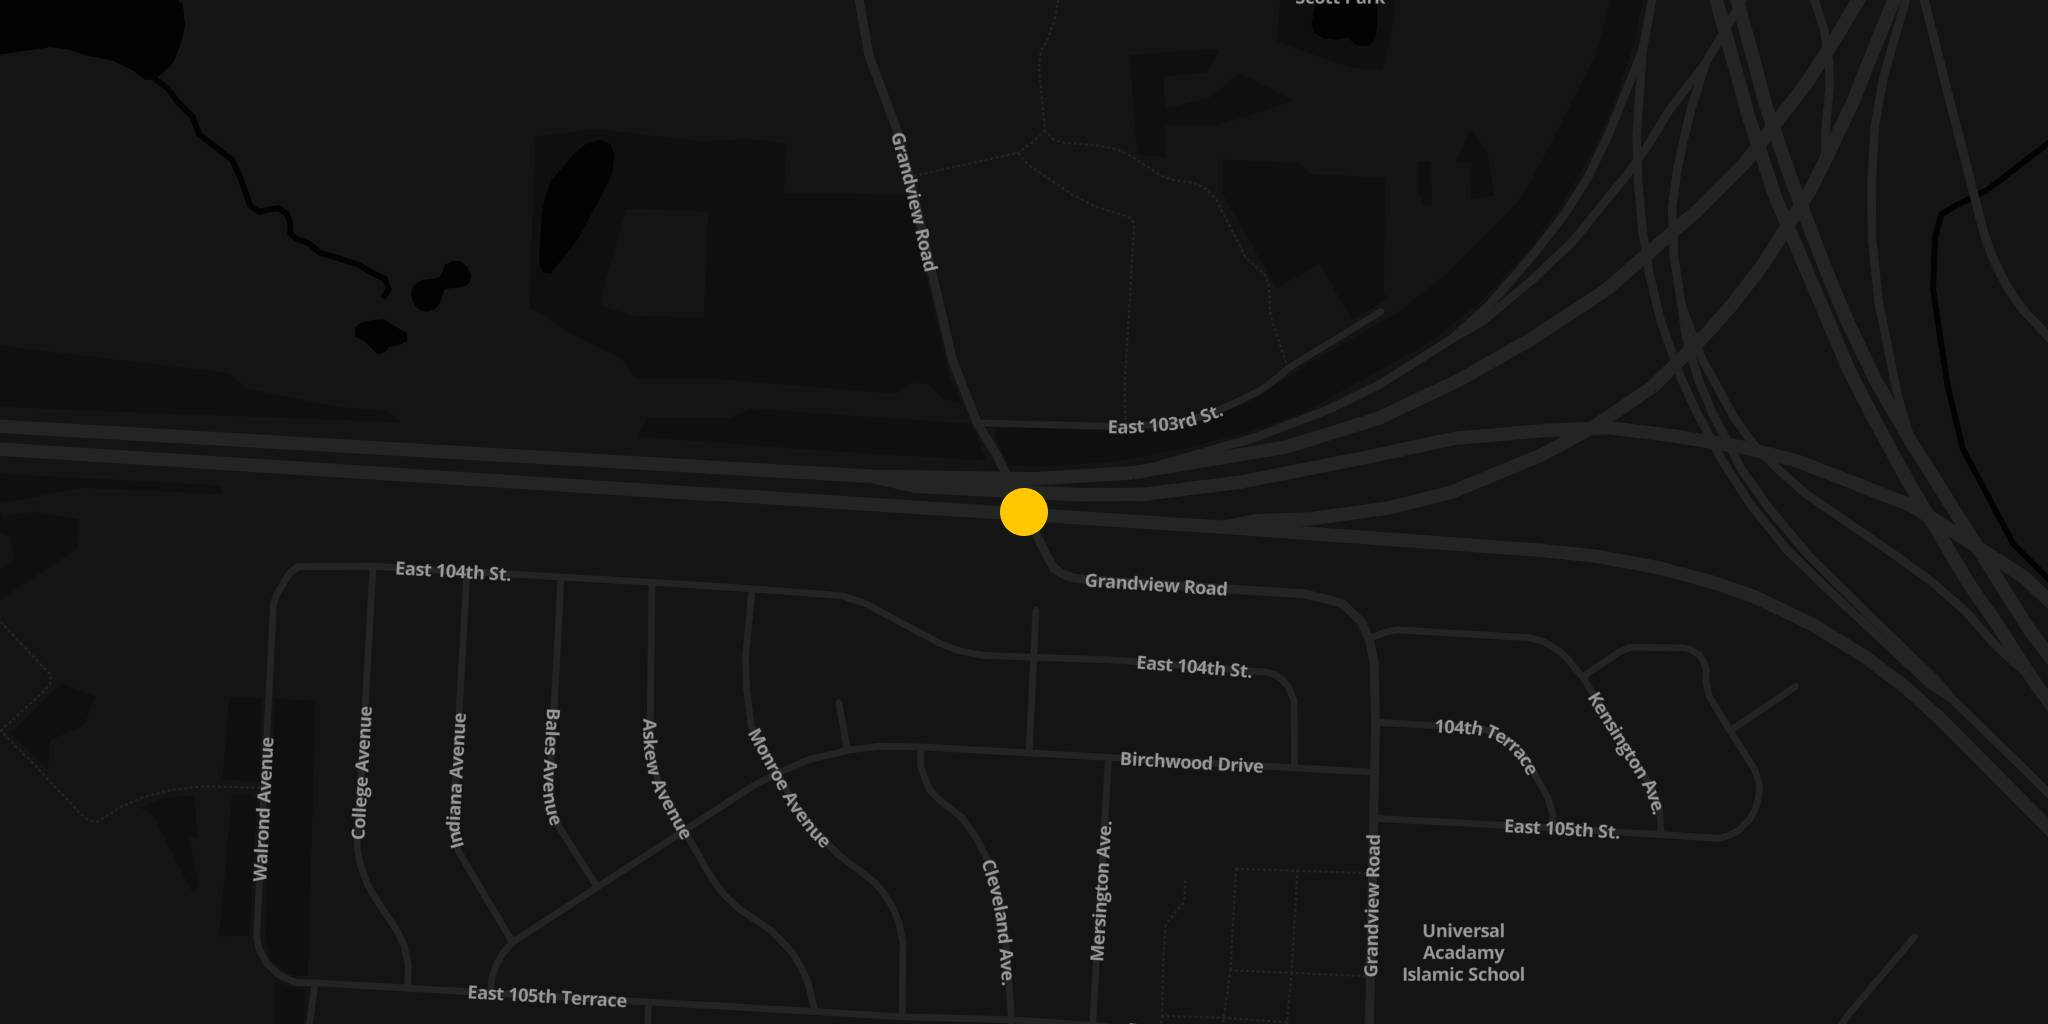 Scott Park
Grandview Road
East 103rd St.
East 104th St.
Grandview Road
East 104th St.
Kensington Ave.
104th Terrace
Birchwood Drive
Walrond Avenue
College Avenue
Indiana Avenue
Bales Avenue
Askew Avenue
Monroe Avenue
East 105th St.
Cleveland Ave.
Mersington Ave.
Grandview Road
Universal
Acadamy
Islamic School
East 105th Terrace